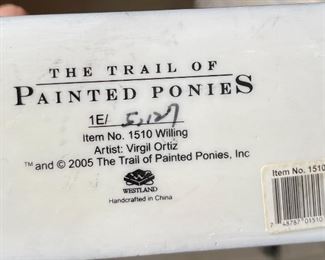 THE TRAIL OF
PAINTED PONIES
1E/ 5,127
Item No. 1510 Willing
Artist: Virgil Ortiz
™ and © 2005 The Trail of Painted Ponies, Inc
WESTLAND
Handcrafted in China
Item No. 1510